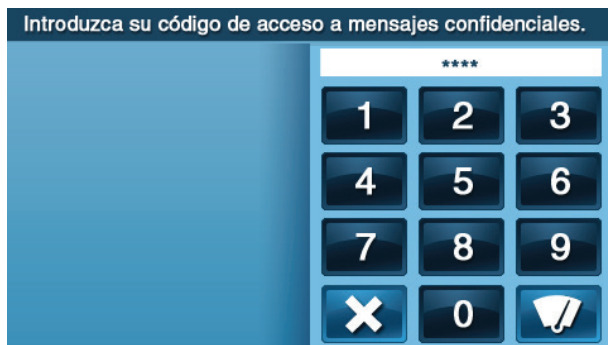 Introduzca su código de acceso a mensajes confidenciales.
****
1 2 3
4 5 6
7 8 9
0